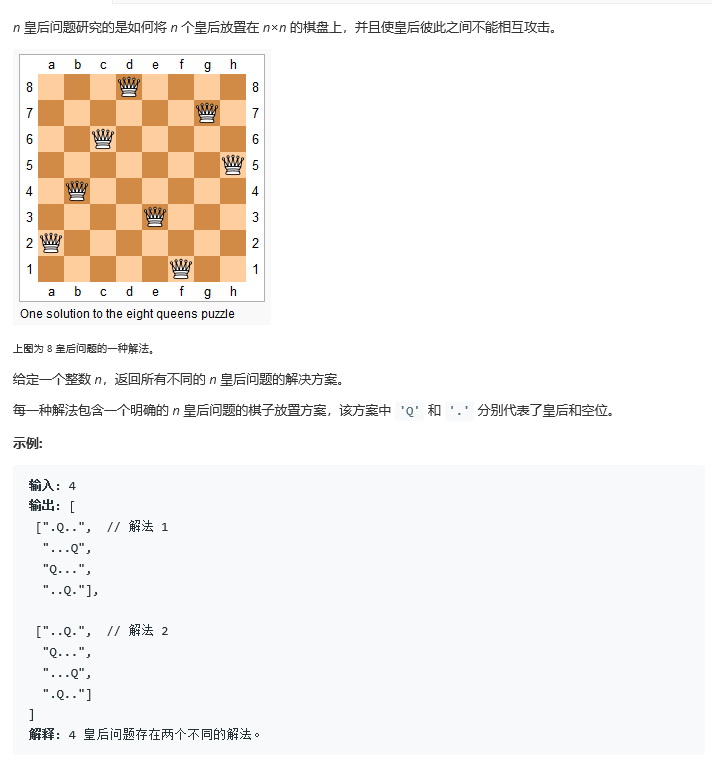 n 皇后问题研究的是如何将 n 个皇后放置在 n×n 的棋盘上，并且使皇后彼此之间不能相互攻击。
a b c d e f g h
8 8
7 7
6 6
5 5
4 4
3 3
2 2
1 1
a b c d e f g h
One solution to the eight queens puzzle
上图为 8 皇后问题的一种解法。
给定一个整数 n，返回所有不同的 n 皇后问题的解决方案。
每一种解法包含一个明确的 n 皇后问题的棋子放置方案，该方案中 'Q' 和 '.' 分别代表了皇后和空位。
示例:
输入: 4
输出: [
[".Q..",  // 解法 1
"...Q",
"Q...",
"..Q."],
["..Q.",  // 解法 2
"Q...",
"...Q",
".Q.."]
]
解释: 4 皇后问题存在两个不同的解法。